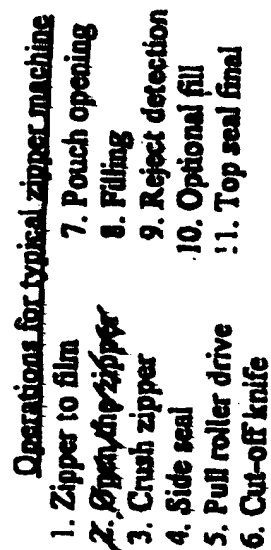 Operations for typical zipper machine
1. Zipper to film
2. Open the zipper
3. Crush zipper
4. Side seal
5. Pull roller drive
6. Cut-off knife
7. Pouch opening
8. Filling
9. Reject detection
10. Optional fill
11. Top seal final